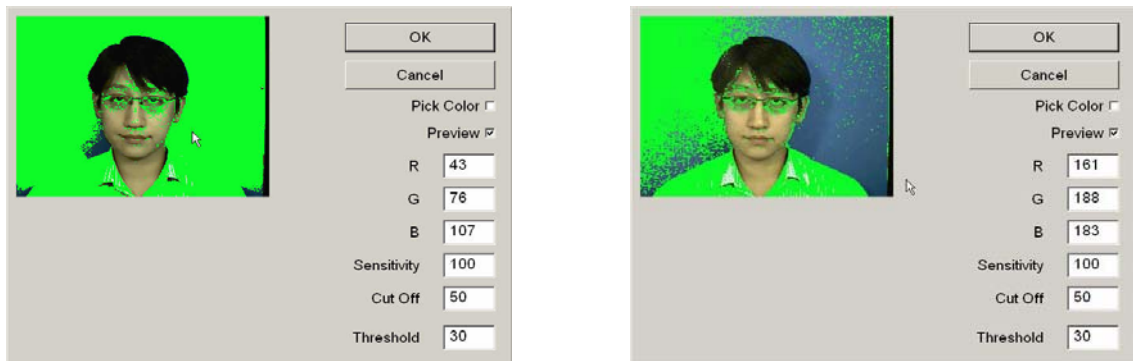 OK
Cancel
Pick Color
Preview
R 43
G 76
B 107
Sensitivity 100
Cut Off 50
Threshold 30
OK
Cancel
Pick Color
Preview
R 161
G 188
B 183
Sensitivity 100
Cut Off 50
Threshold 30